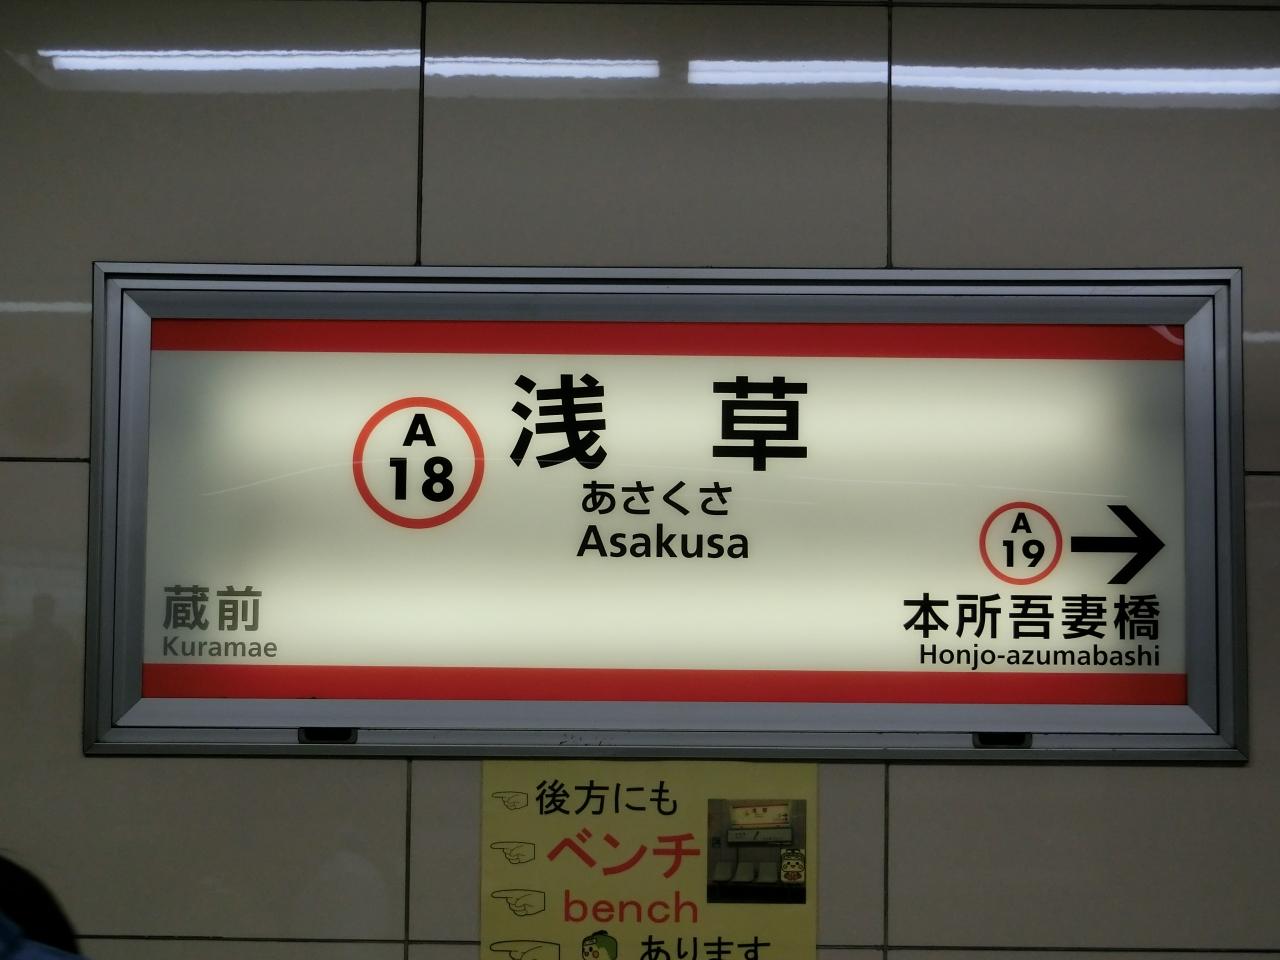 A
18
浅草
あさくさ
Asakusa
A
19
蔵前
Kuramae
本所吾妻橋
Honjo-azumabashi
後方にも
ベンチ
bench
あります